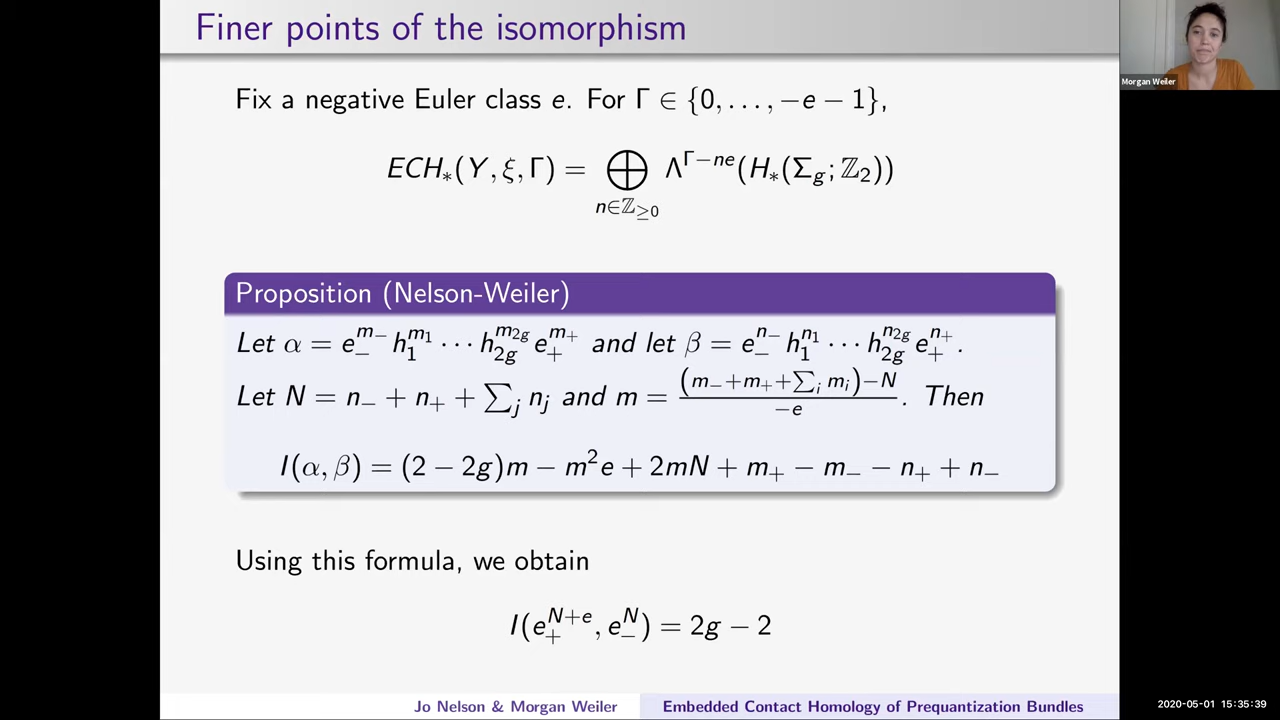 Finer points of the isomorphism
Morgan Weiler
Fix a negative Euler class e. For Γ ∈ {0, . . . , −e − 1},
ECH_*(Y, ξ, Γ) = ⊕_{n∈ℤ_{≥0}} Λ^{Γ−ne}(H_*(Σ_g; ℤ_2))
Proposition (Nelson-Weiler)
Let α = e_−^{m_−} h_1^{m_1} ⋯ h_{2g}^{m_{2g}} e_+^{m_+} and let β = e_−^{n_−} h_1^{n_1} ⋯ h_{2g}^{n_{2g}} e_+^{n_+}.
Let N = n_− + n_+ + ∑_j n_j and m = \frac{(m_−+m_++∑_i m_i)−N}{−e}. Then
I(α, β) = (2 − 2g)m − m^2e + 2mN + m_+ − m_− − n_+ + n_−
Using this formula, we obtain
I(e_+^{N+e}, e_−^N) = 2g − 2
Jo Nelson & Morgan Weiler Embedded Contact Homology of Prequantization Bundles
2020-05-01 15:35:39